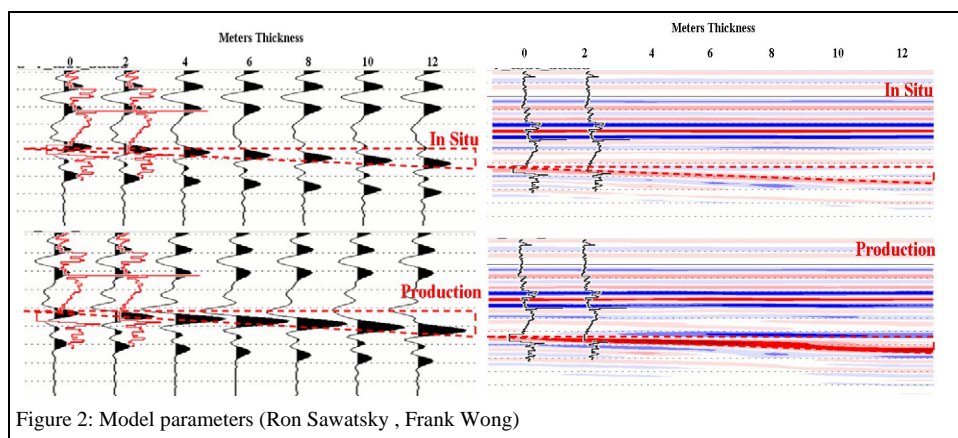 Meters Thickness
0 2 4 6 8 10 12
In Situ
Production
Meters Thickness
0 2 4 6 8 10 12
In Situ
Production
Figure 2: Model parameters (Ron Sawatsky , Frank Wong)